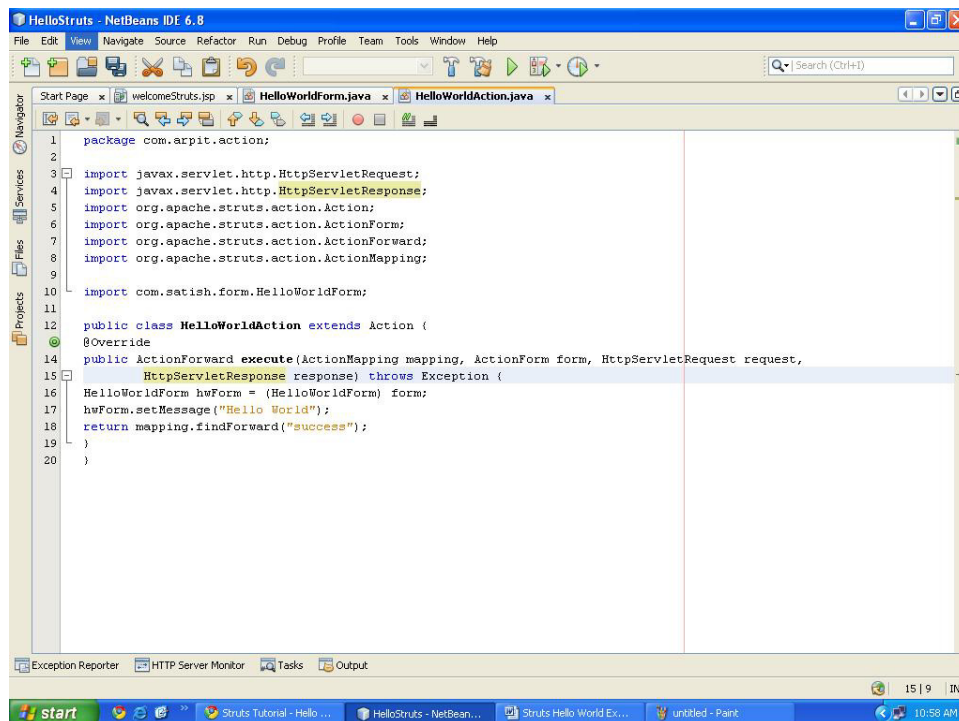 HelloStruts - NetBeans IDE 6.8
File Edit View Navigate Source Refactor Run Debug Profile Team Tools Window Help
Search (Ctrl+I)
Start Page welcomeStruts.jsp HelloWorldForm.java HelloWorldAction.java
Navigator
Services
Files
Projects
1 package com.arpit.action;
2
3 import javax.servlet.http.HttpServletRequest;
4 import javax.servlet.http.HttpServletResponse;
5 import org.apache.struts.action.Action;
6 import org.apache.struts.action.ActionForm;
7 import org.apache.struts.action.ActionForward;
8 import org.apache.struts.action.ActionMapping;
9
10 import com.satish.form.HelloWorldForm;
11
12 public class HelloWorldAction extends Action {
@Override
14 public ActionForward execute(ActionMapping mapping, ActionForm form, HttpServletRequest request,
15 HttpServletResponse response) throws Exception {
16 HelloWorldForm hwForm = (HelloWorldForm) form;
17 hwForm.setMessage("Hello World");
18 return mapping.findForward("success");
19 }
20 }
Exception Reporter HTTP Server Monitor Tasks Output
15 | 9 IN
start Struts Tutorial - Hello ... HelloStruts - NetBean... Struts Hello World Ex... untitled - Paint 10:58 AM